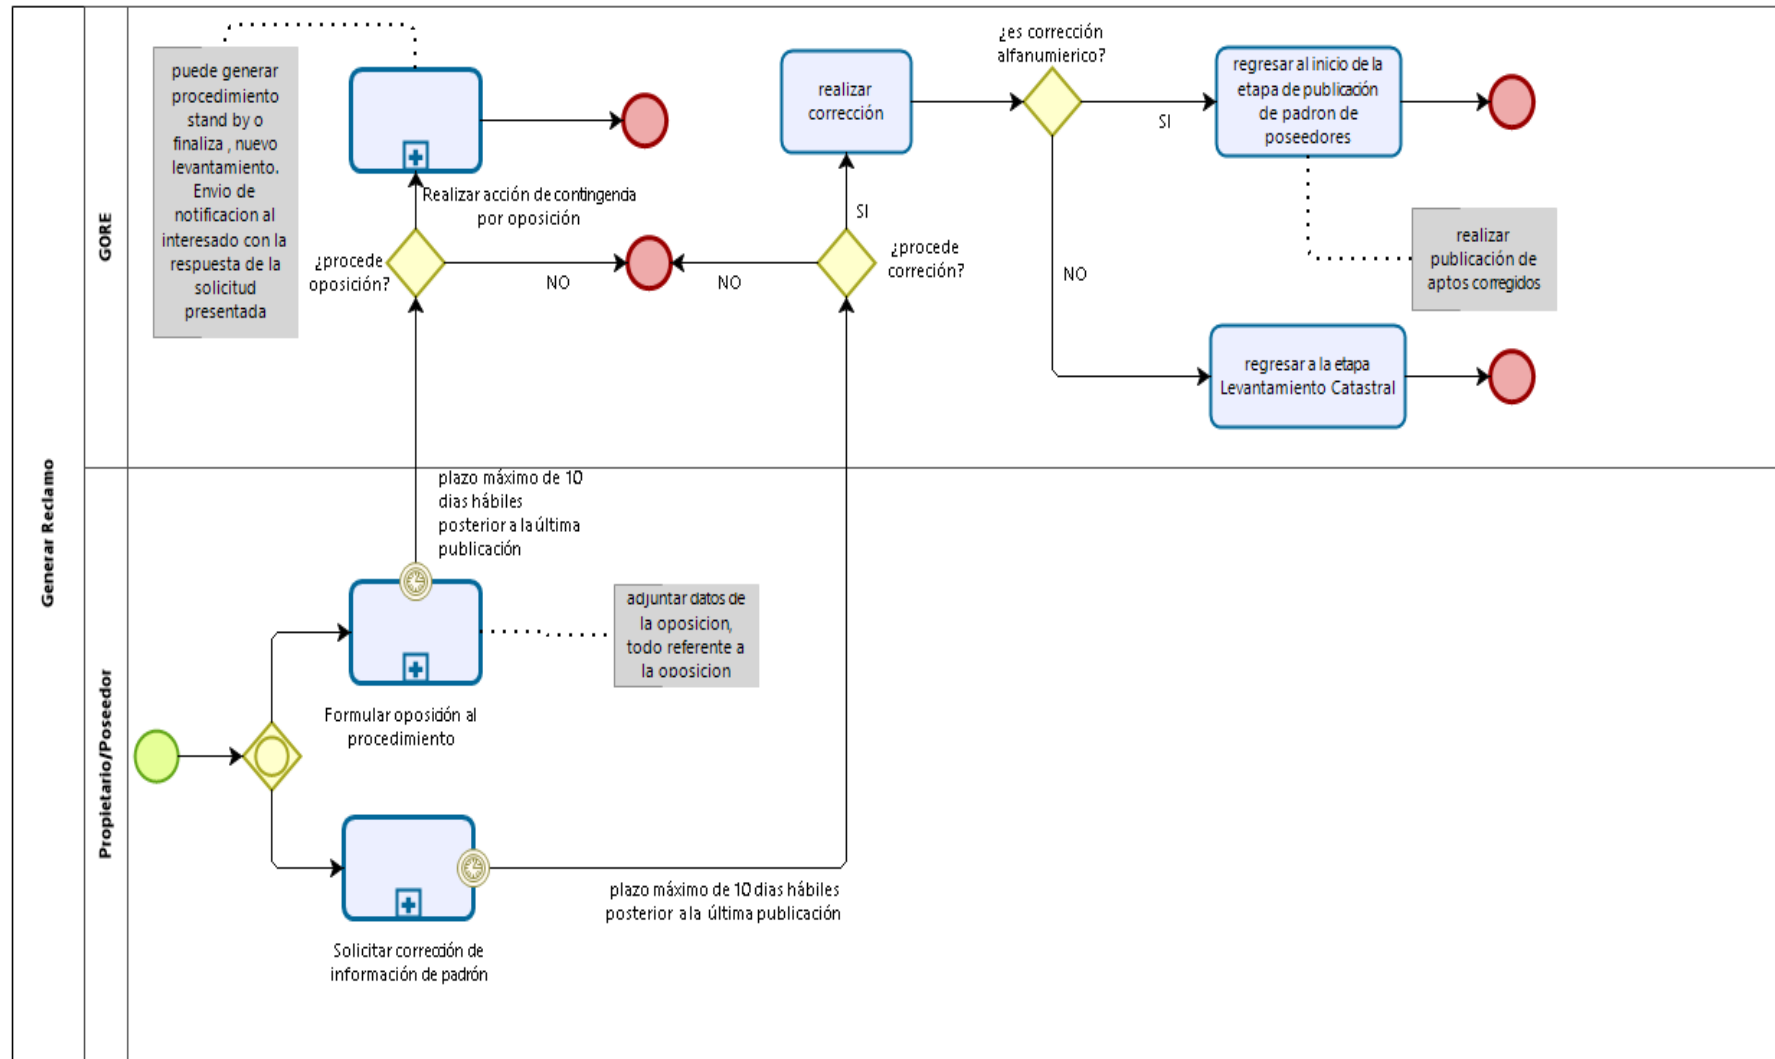 Generar Reclamo
GORE
puede generar
procedimiento
stand by o
finaliza , nuevo
levantamiento.
Envio de
notificacion al
interesado con la
respuesta de la
solicitud
presentada
Realizar acción de contingencia
por oposición
¿procede
oposición?
NO
NO
SI
¿procede
correción?
realizar
corrección
¿es corrección
alfanumierico?
SI
NO
regresar al inicio de la
etapa de publicación
de padron de
poseedores
realizar
publicación de
aptos corregidos
regresar a la etapa
Levantamiento Catastral
Propietario/Poseedor
plazo máximo de 10
dias hábiles
posterior a la última
publicación
adjuntar datos de
la oposicion,
todo referente a
la oposicion
Formular oposición al
procedimiento
plazo máximo de 10 dias hábiles
posterior a la última publicación
Solicitar corrección de
información de padrón